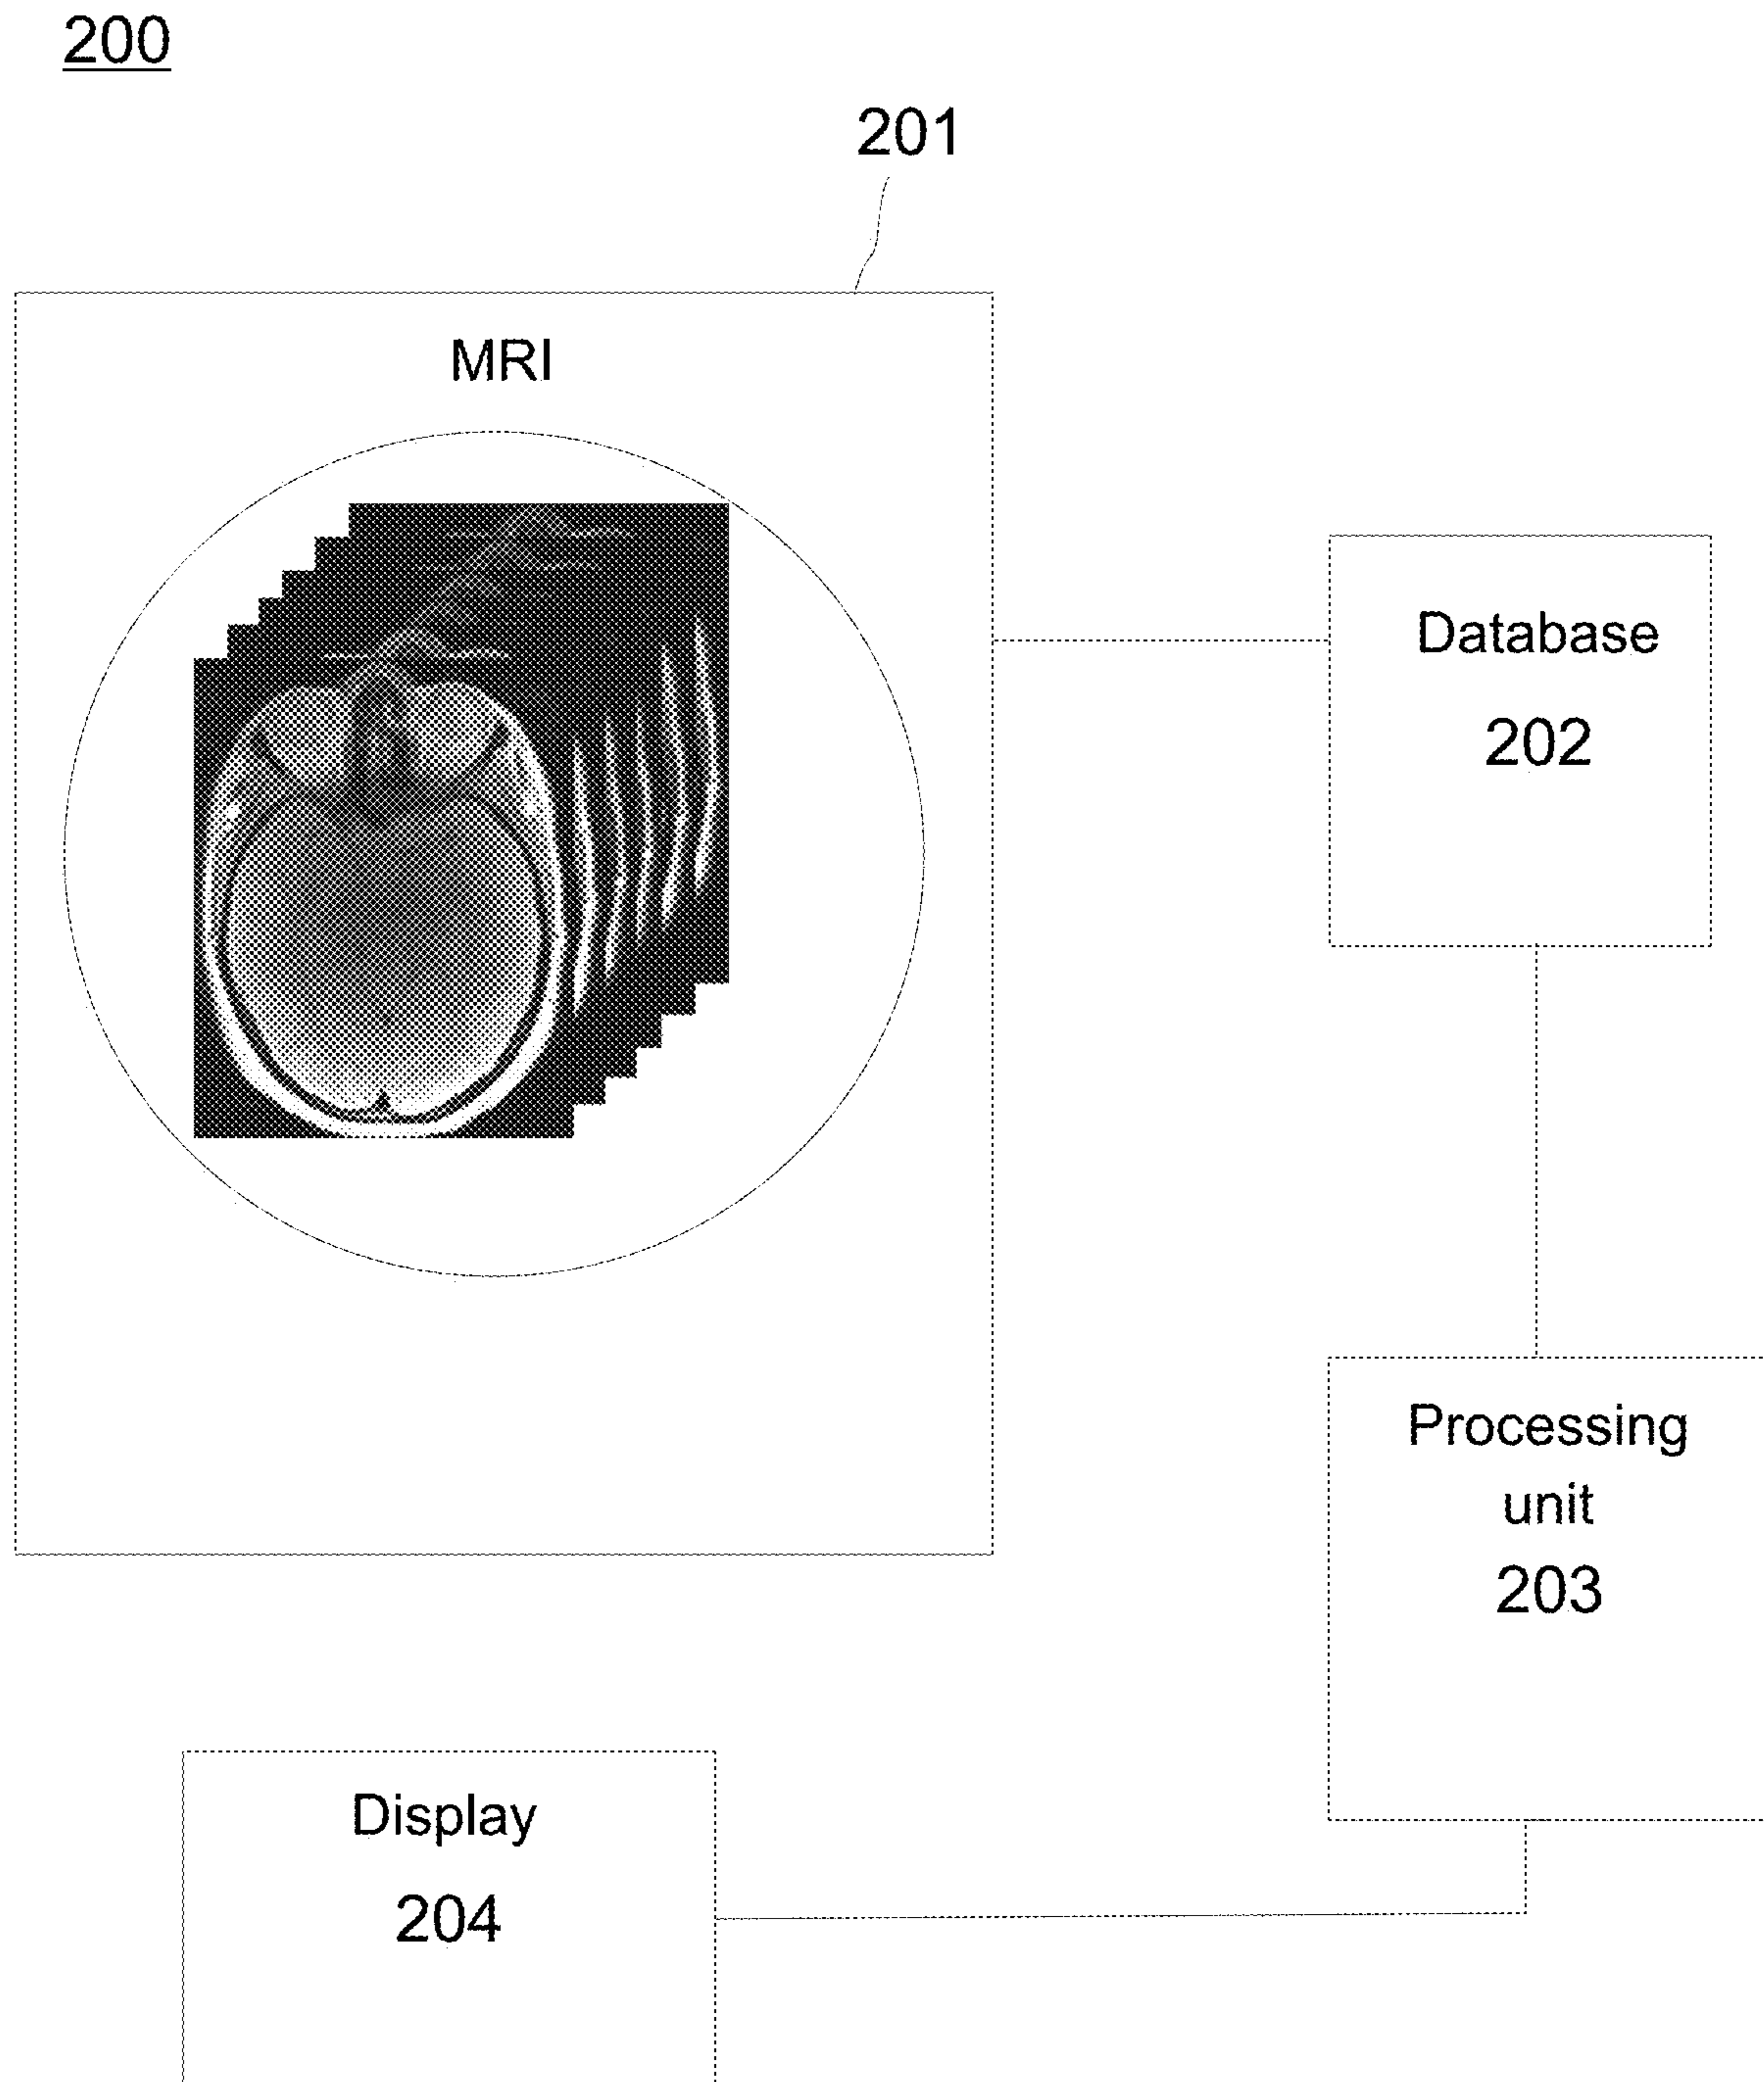 200
201
MRI
Database
202
Processing
unit
203
Display
204